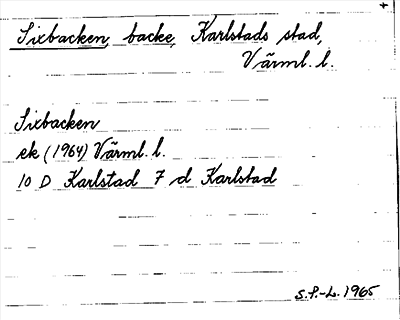 Sixbacken, backe, Karlstads stad,
Värml. l.
Sixbacken
ek (1964) Värml. l.
10 D Karlstad 7 d Karlstad
S.P.-L. 1965